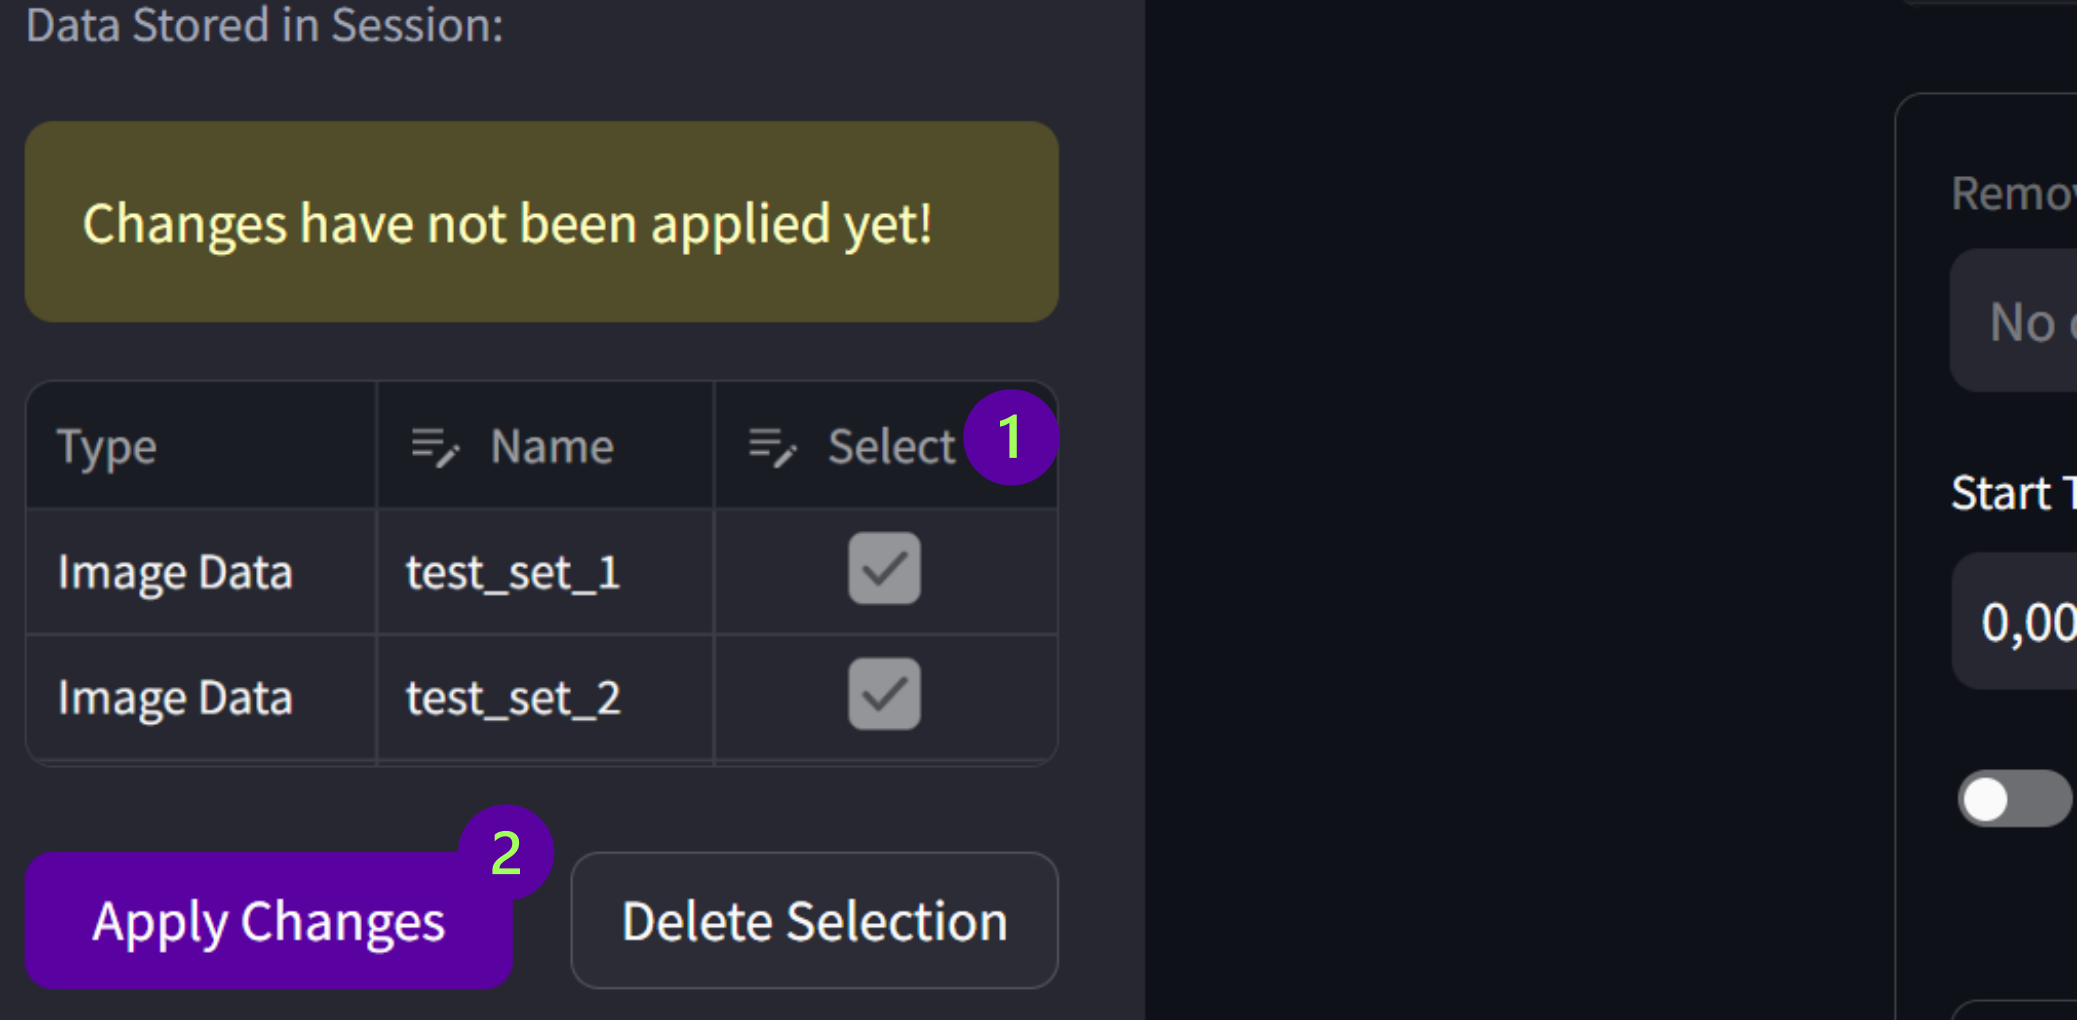 Data Stored in Session:
Changes have not been applied yet!
Type Name Select 1
Image Data test_set_1
Image Data test_set_2
2
Apply Changes Delete Selection
No
Start
0,00